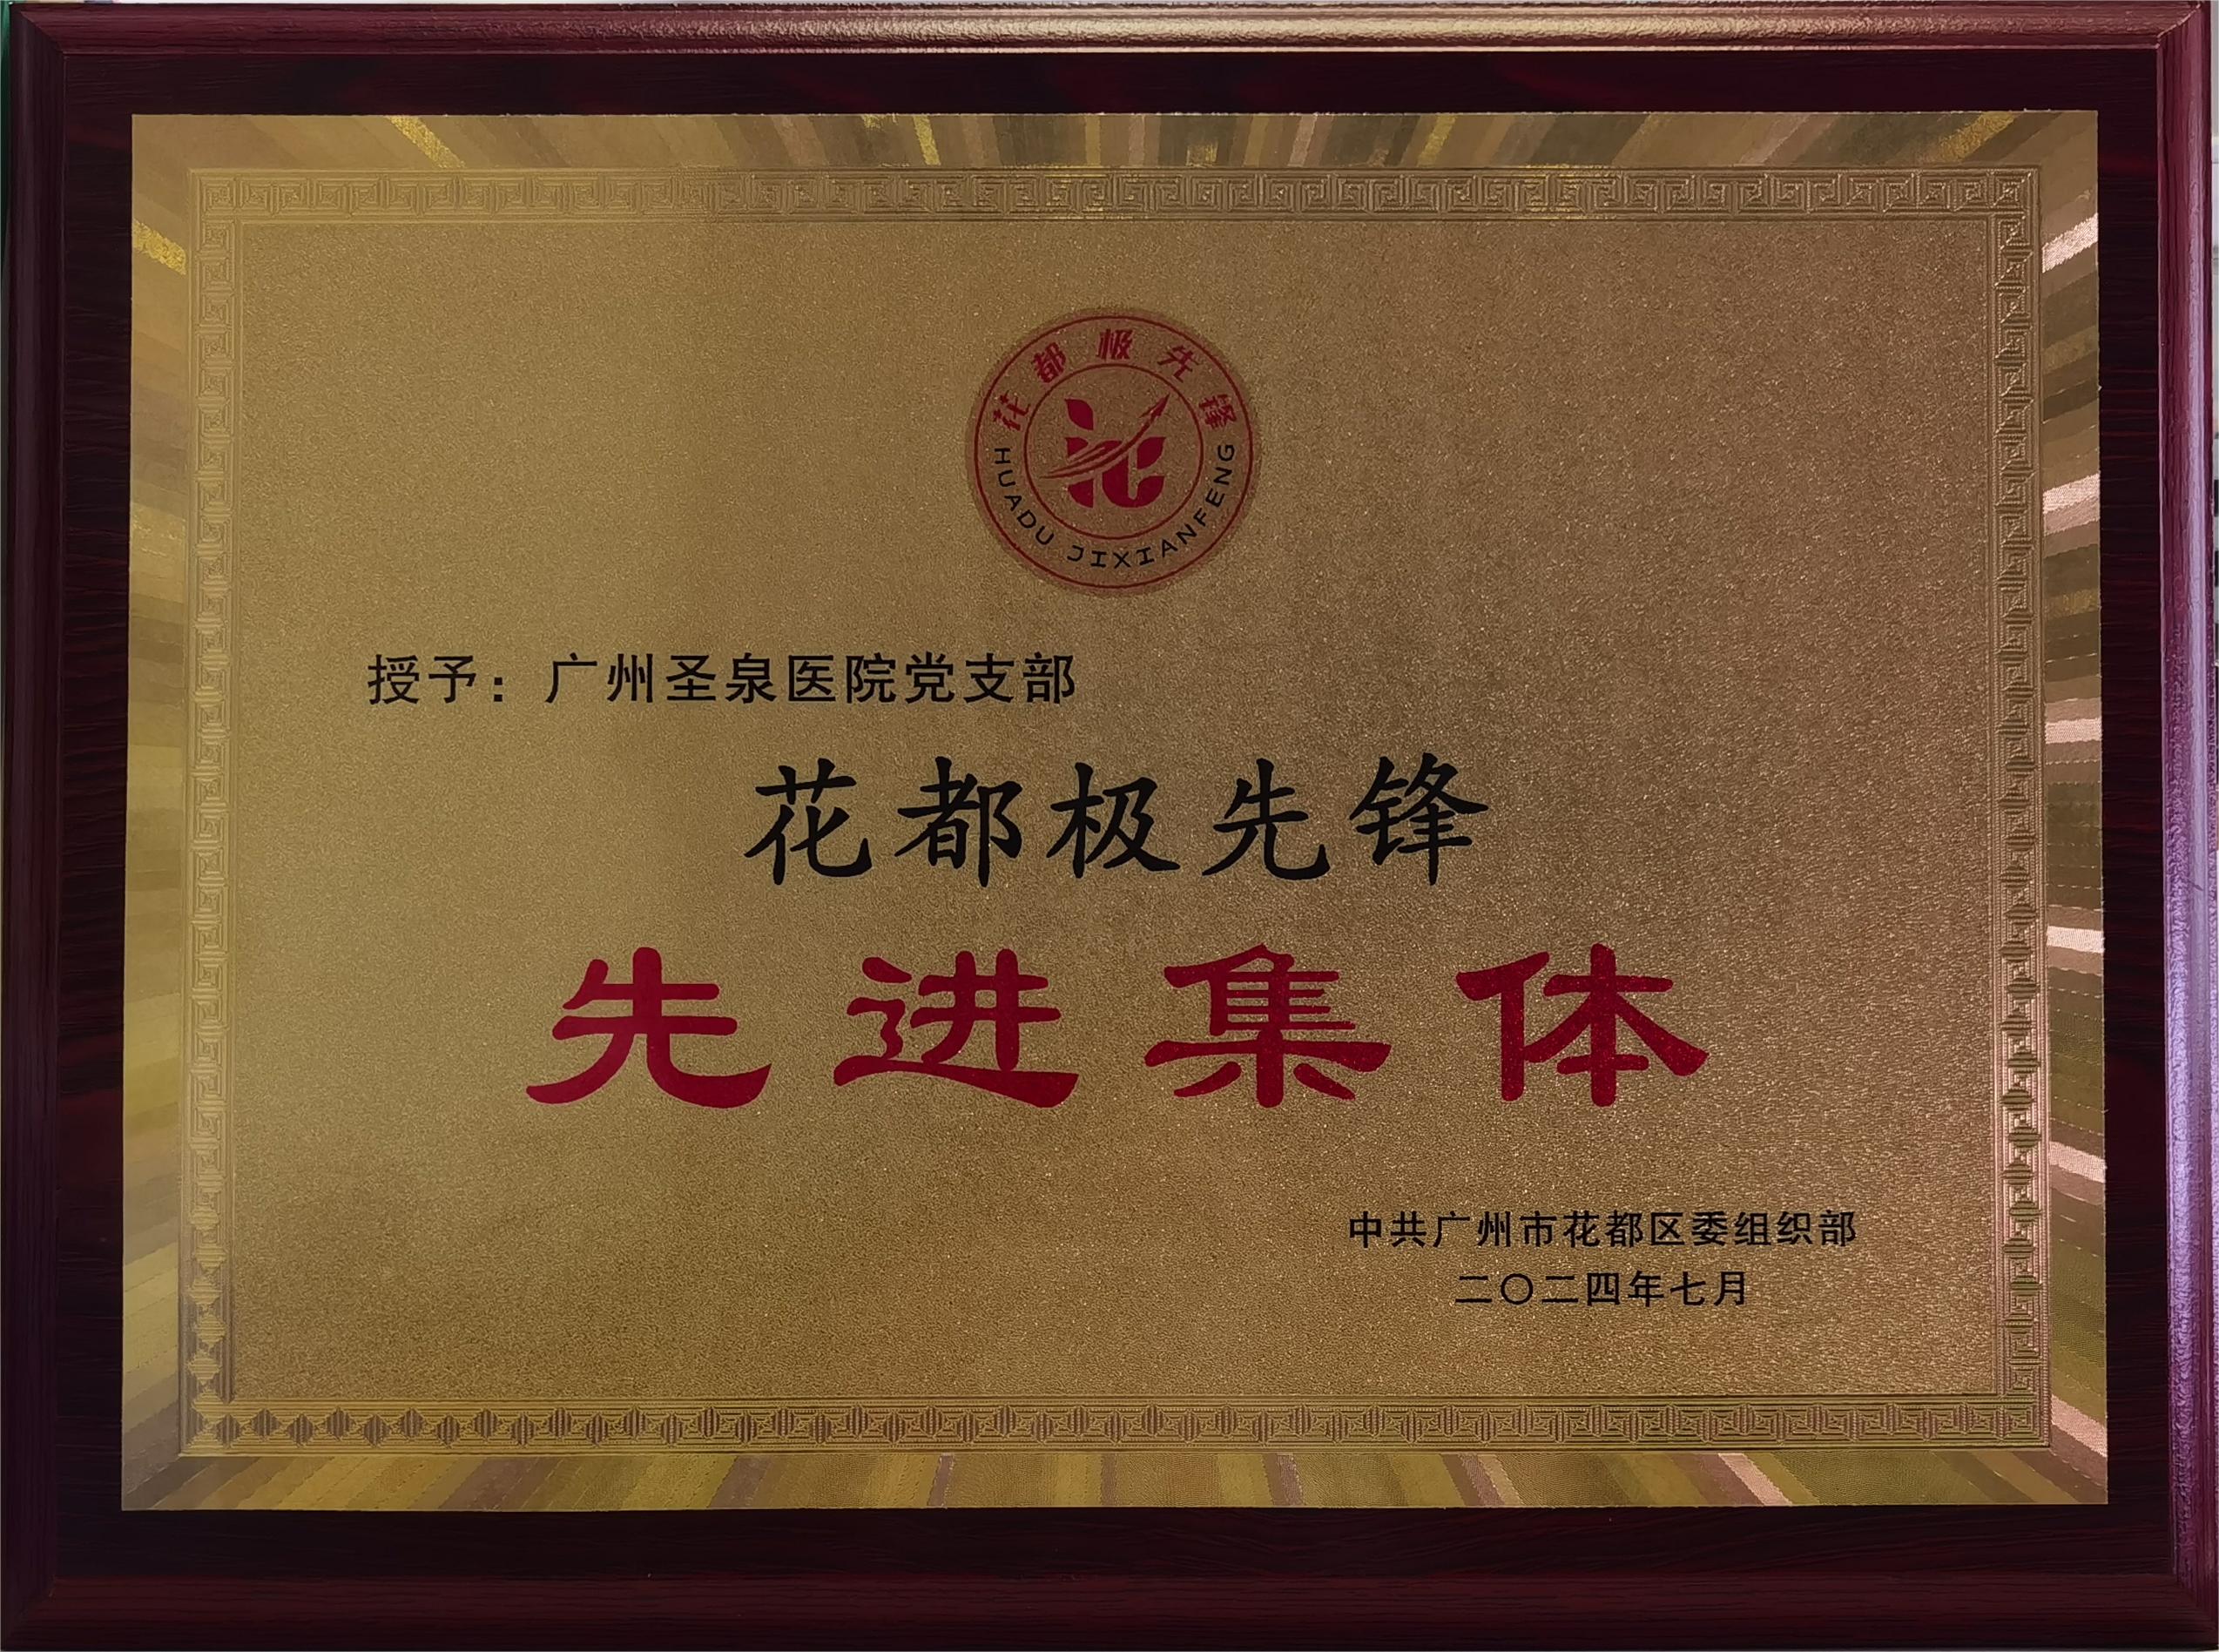 花都极先锋
HUADU JIXIANFENG
授予：广州圣泉医院党支部
花都极先锋
先进集体
中共广州市花都区委组织部
二〇二四年七月